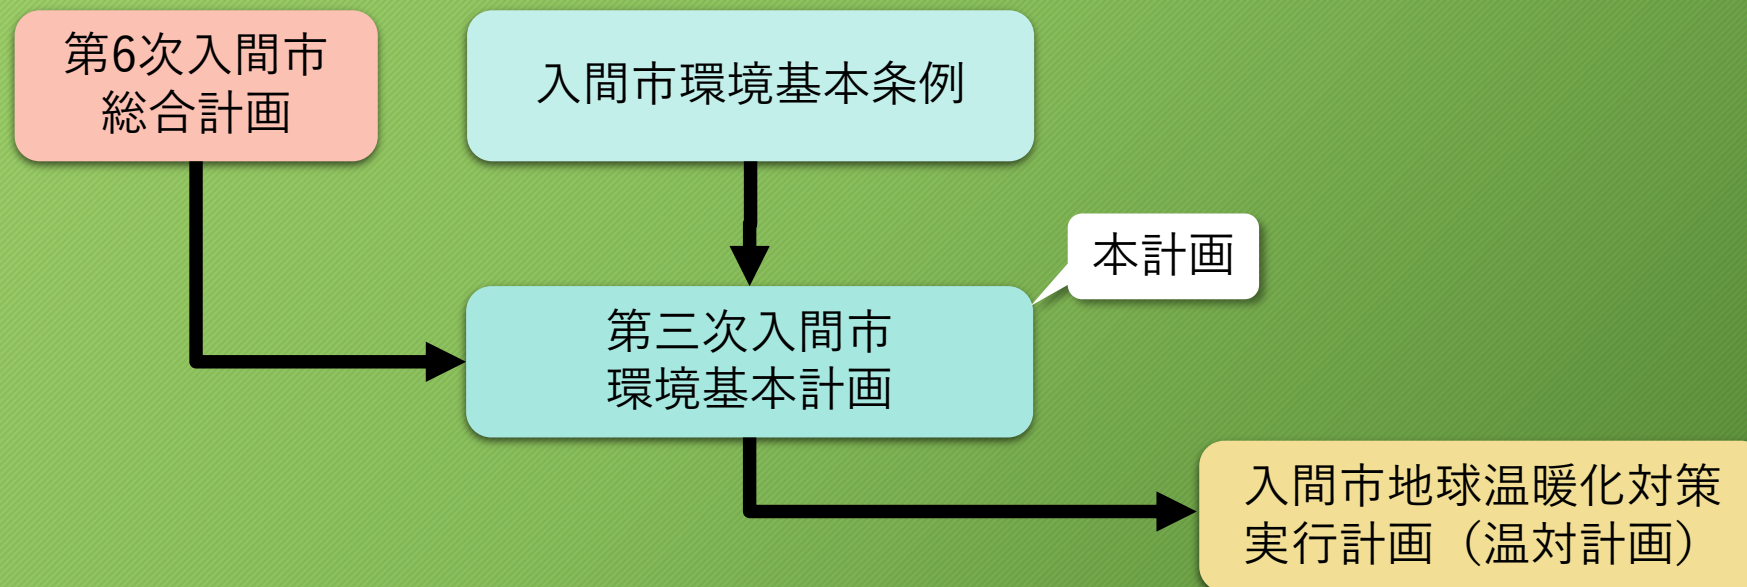 第6次入間市
総合計画
入間市環境基本条例
本計画
第三次入間市
環境基本計画
入間市地球温暖化対策
実行計画（温対計画）